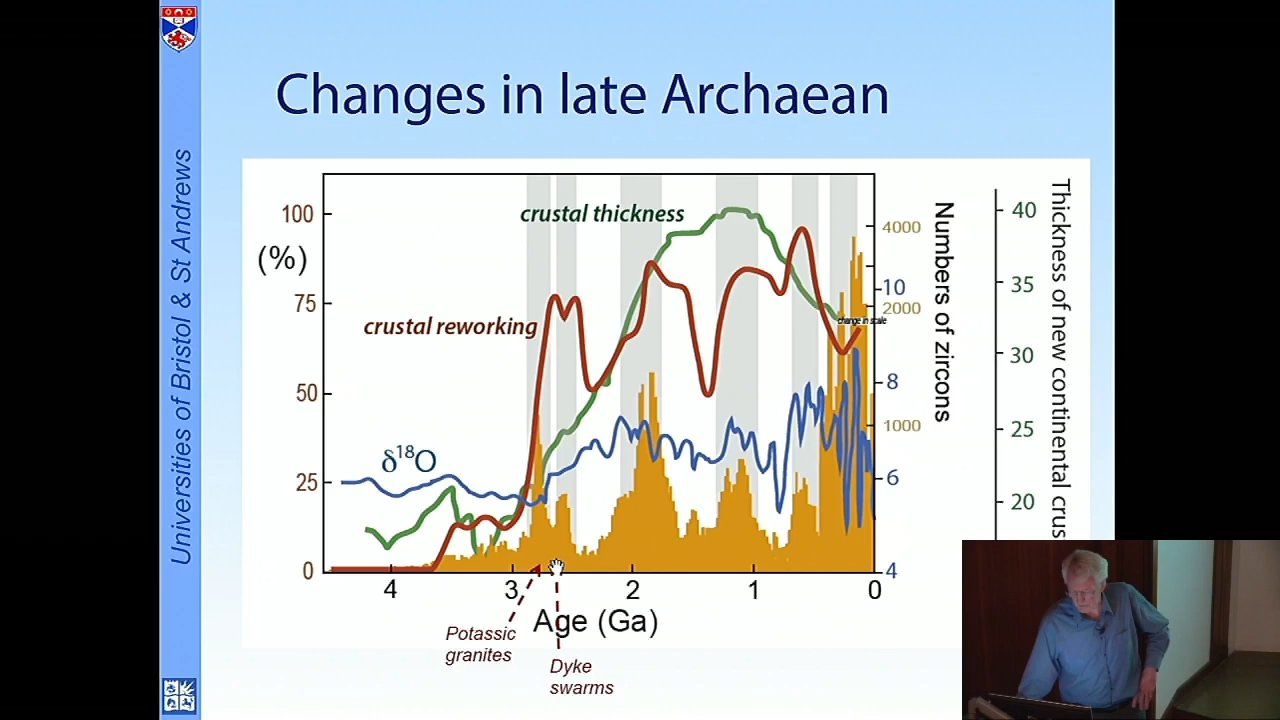 Changes in late Archaean
Universities of Bristol & St Andrews
crustal thickness
crustal reworking
δ18O
change in scale
(%)
100
75
50
25
0
4
3
2
1
0
Age (Ga)
Potassic
granites
Dyke
swarms
4000
2000
1000
10
8
6
4
Numbers of zircons
40
35
30
25
20
Thickness of new continental crus